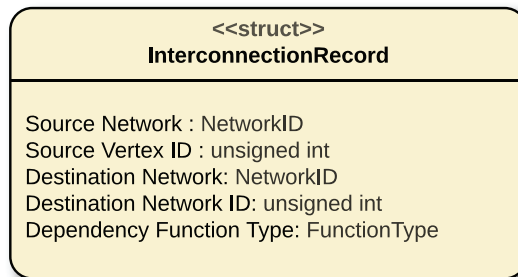 <<struct>>
InterconnectionRecord
Source Network : NetworkID
Source Vertex ID : unsigned int
Destination Network: NetworkID
Destination Network ID: unsigned int
Dependency Function Type: FunctionType